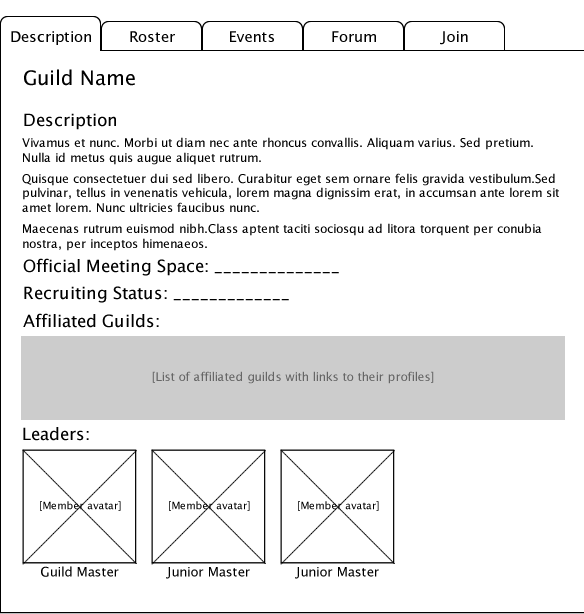 Description Roster Events Forum Join
Guild Name
Description
Vivamus et nunc. Morbi ut diam nec ante rhoncus convallis. Aliquam varius. Sed pretium.
Nulla id metus quis augue aliquet rutrum.
Quisque consectetuer dui sed libero. Curabitur eget sem ornare felis gravida vestibulum.Sed
pulvinar, tellus in venenatis vehicula, lorem magna dignissim erat, in accumsan ante lorem sit
amet lorem. Nunc ultricies faucibus nunc.
Maecenas rutrum euismod nibh.Class aptent taciti sociosqu ad litora torquent per conubia
nostra, per inceptos himenaeos.
Official Meeting Space: ______________
Recruiting Status: _____________
Affiliated Guilds:
[List of affiliated guilds with links to their profiles]
Leaders:
[Member avatar] [Member avatar] [Member avatar]
Guild Master Junior Master Junior Master